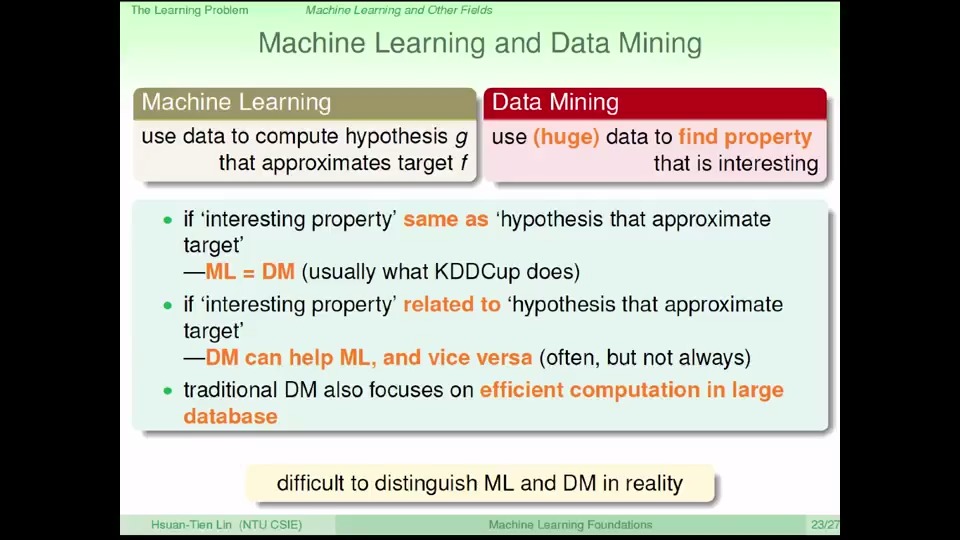 The Learning Problem Machine Learning and Other Fields
Machine Learning and Data Mining
Machine Learning
use data to compute hypothesis g
that approximates target f
Data Mining
use (huge) data to find property
that is interesting
• if ‘interesting property’ same as ‘hypothesis that approximate
target’
—ML = DM (usually what KDDCup does)
• if ‘interesting property’ related to ‘hypothesis that approximate
target’
—DM can help ML, and vice versa (often, but not always)
• traditional DM also focuses on efficient computation in large
database
difficult to distinguish ML and DM in reality
Hsuan-Tien Lin (NTU CSIE) Machine Learning Foundations 23/27